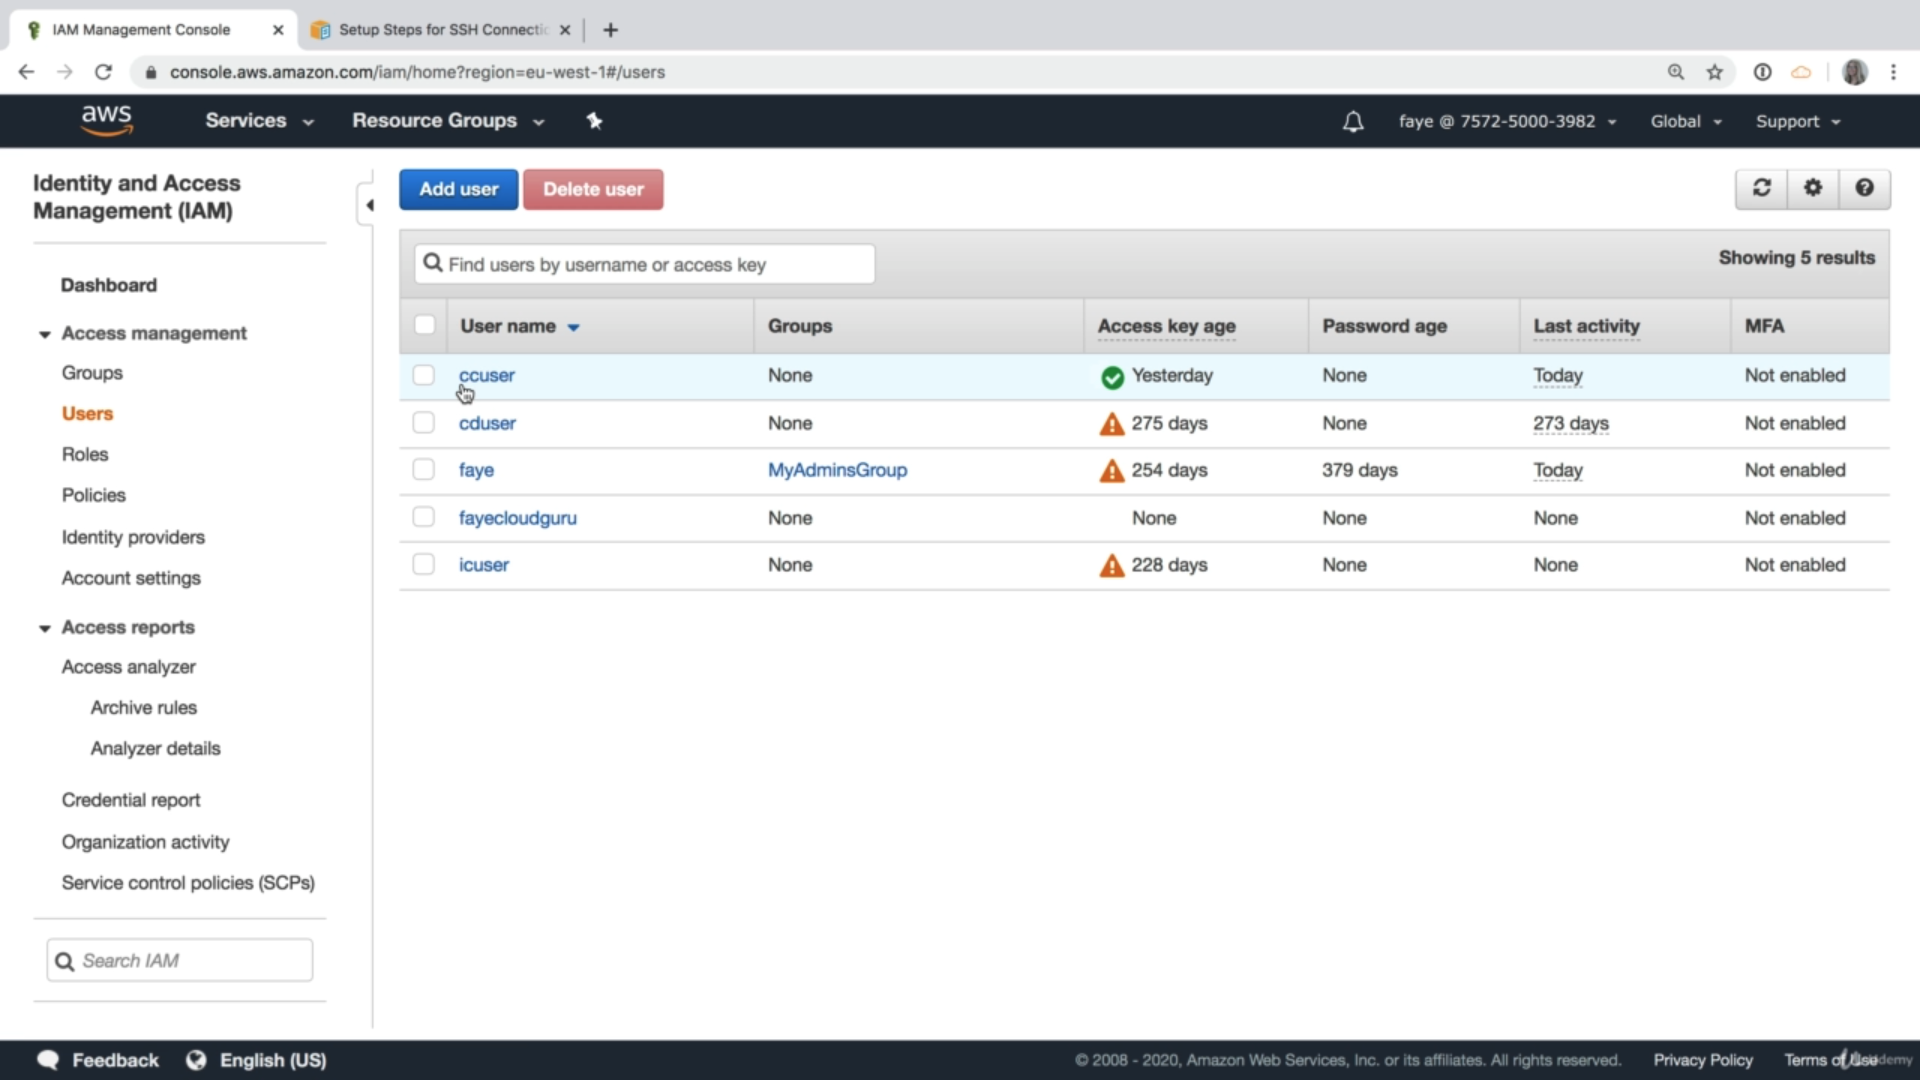 IAM Management Console
Setup Steps for SSH Connectio
console.aws.amazon.com/iam/home?region=eu-west-1#/users
aws
Services
Resource Groups
faye @ 7572-5000-3982
Global
Support
Identity and Access
Management (IAM)
Dashboard
Access management
Groups
Users
Roles
Policies
Identity providers
Account settings
Access reports
Access analyzer
Archive rules
Analyzer details
Credential report
Organization activity
Service control policies (SCPs)
Search IAM
Add user
Delete user
Find users by username or access key
Showing 5 results
User name Groups Access key age Password age Last activity MFA
ccuser None Yesterday None Today Not enabled
cduser None 275 days None 273 days Not enabled
faye MyAdminsGroup 254 days 379 days Today Not enabled
fayecloudguru None None None None Not enabled
icuser None 228 days None None Not enabled
Feedback
English (US)
© 2008 - 2020, Amazon Web Services, Inc. or its affiliates. All rights reserved.
Privacy Policy
Terms of Use